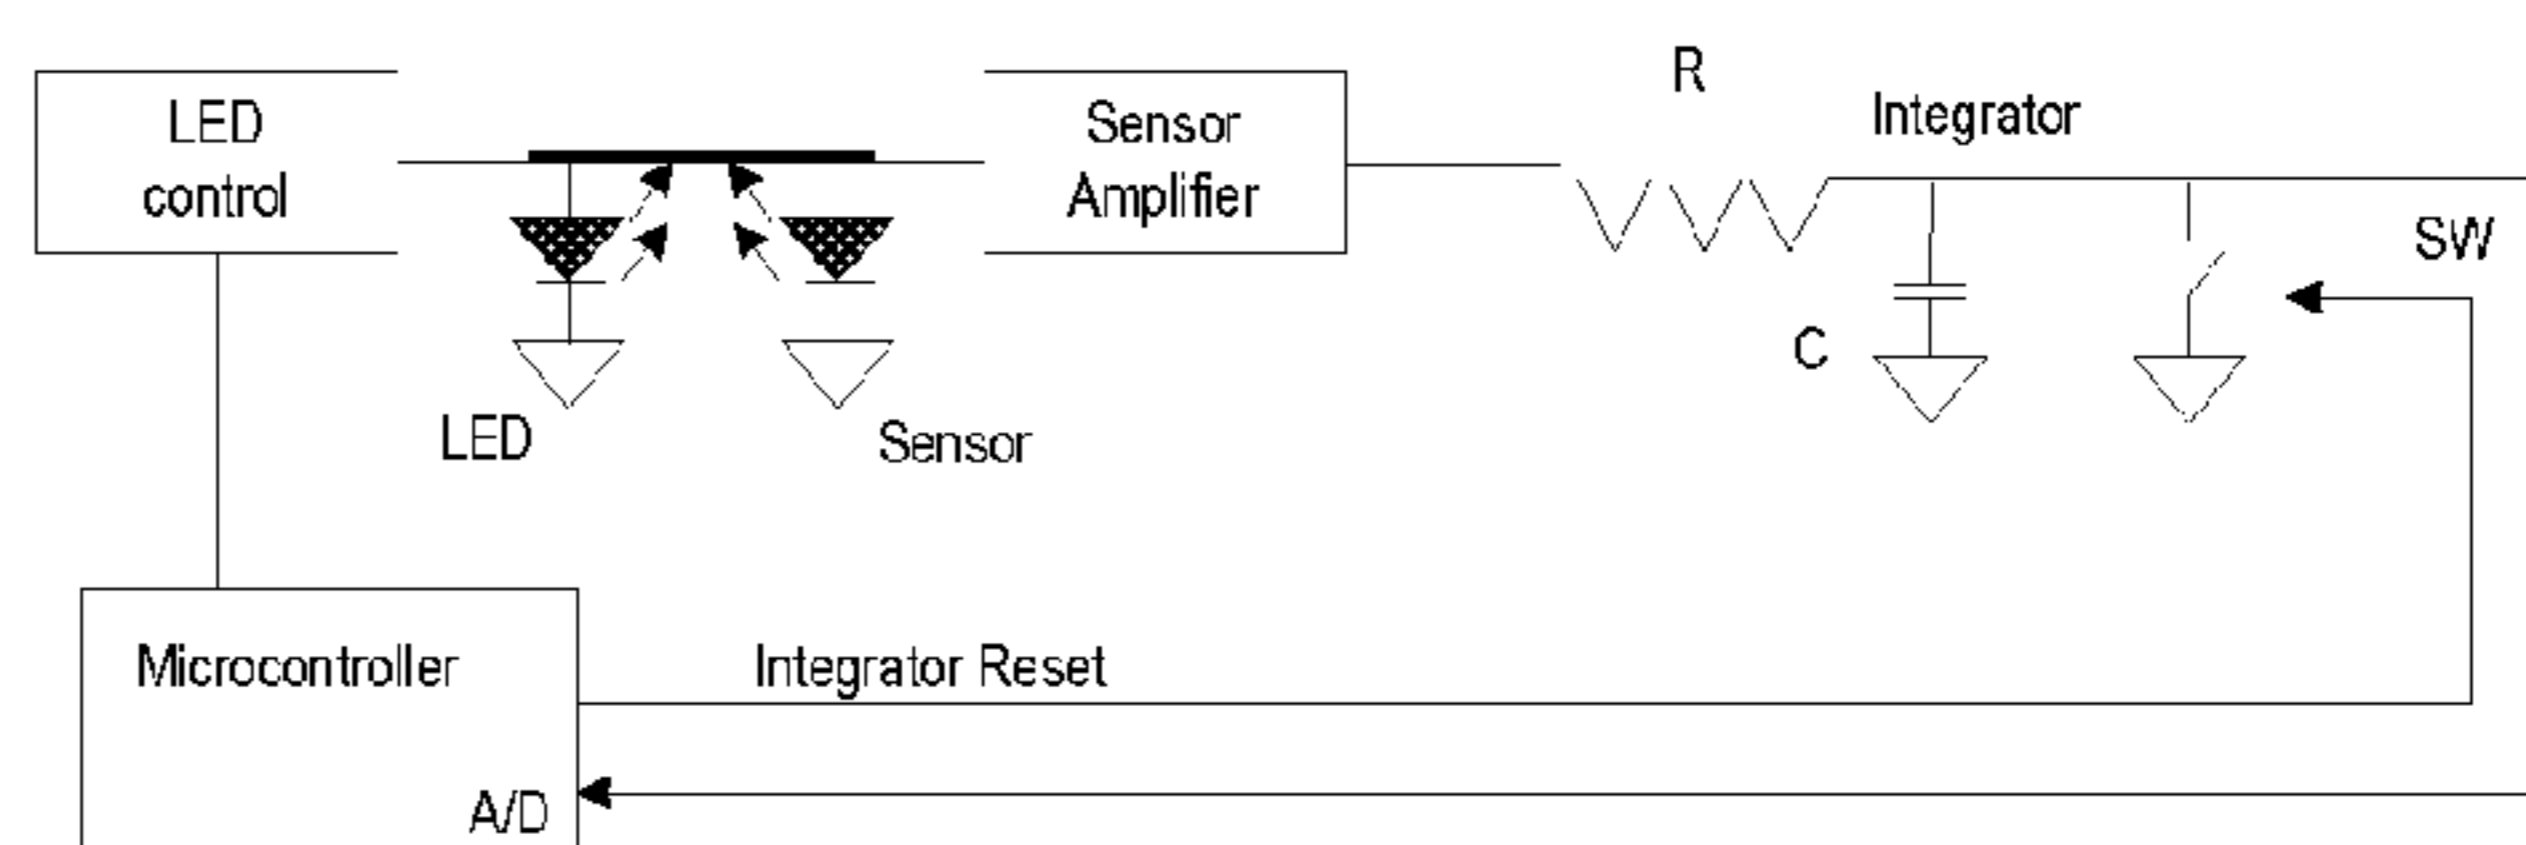 LED
control
Sensor
Amplifier
R
Integrator
SW
C
LED
Sensor
Microcontroller
Integrator Reset
A/D